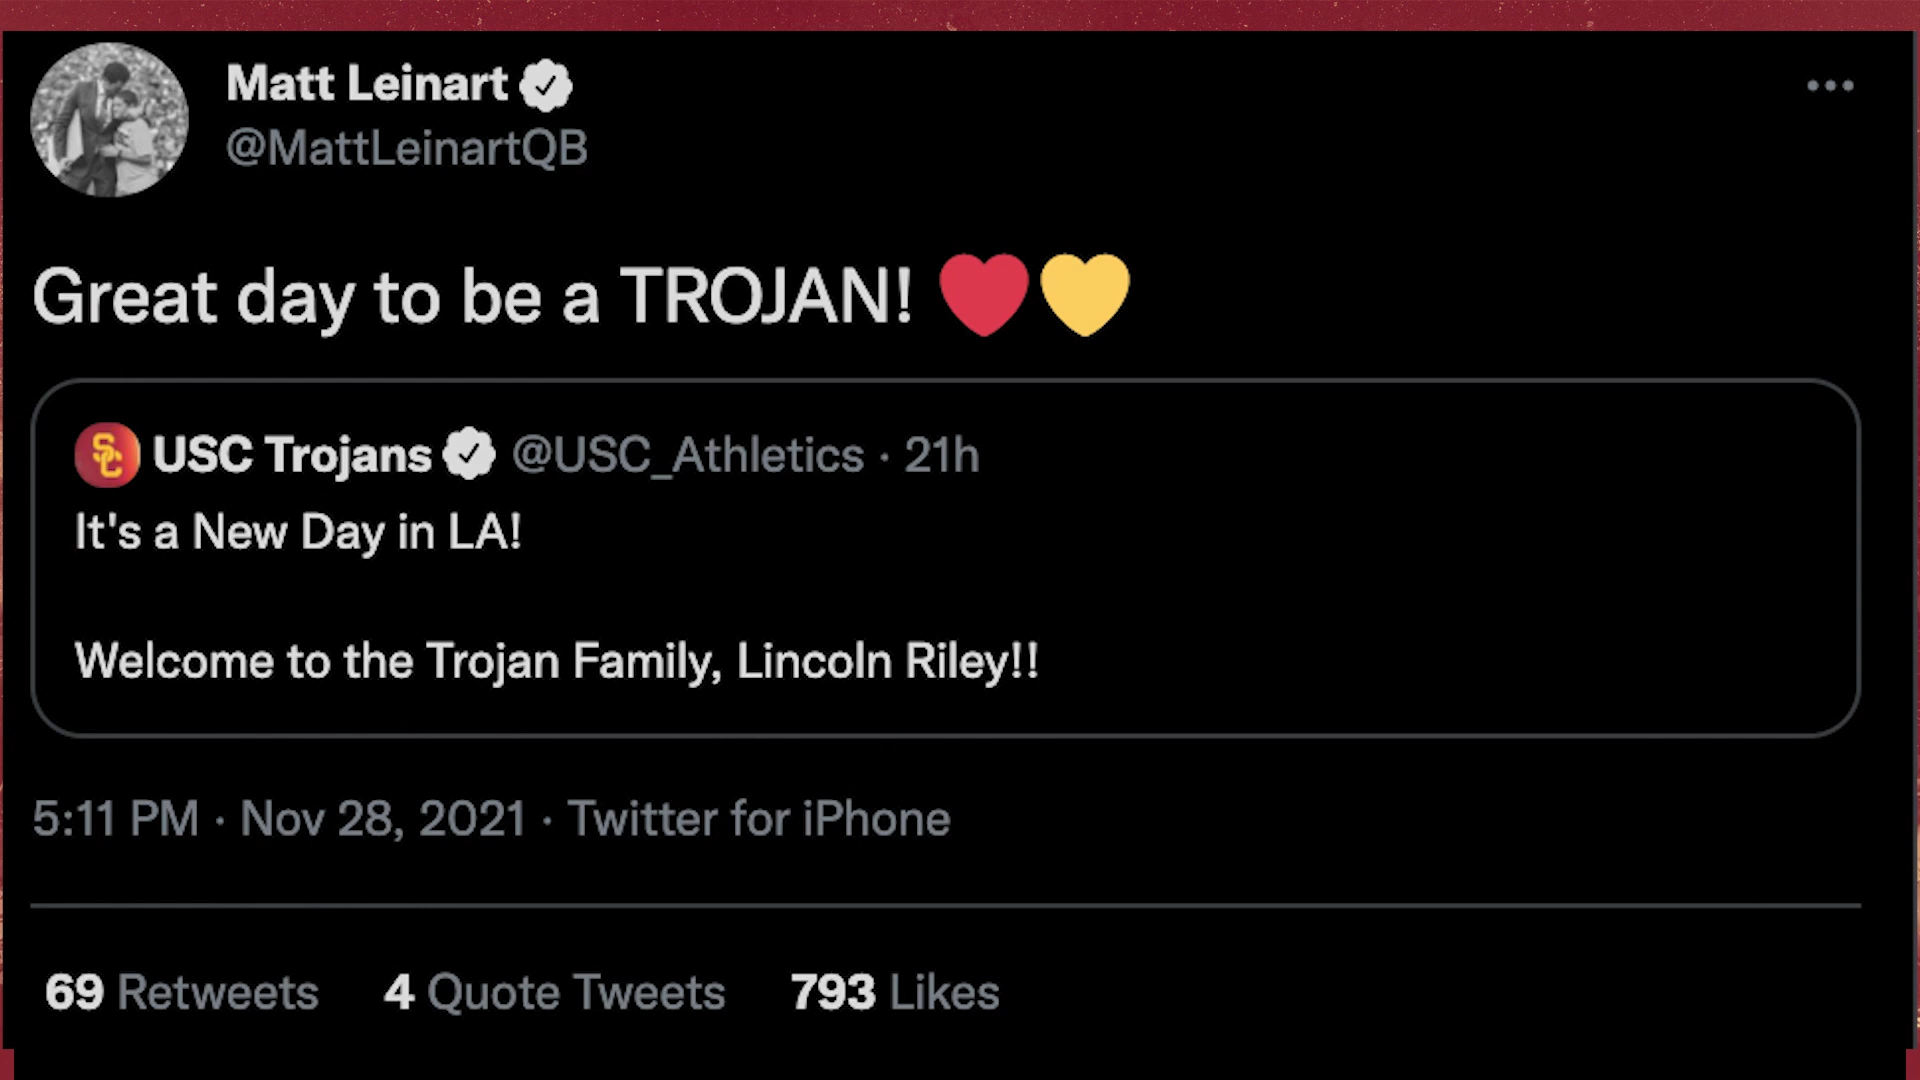 Matt Leinart
@MattLeinartQB
Great day to be a TROJAN! ❤️💛
SC USC Trojans @USC_Athletics · 21h
It's a New Day in LA!
Welcome to the Trojan Family, Lincoln Riley!!
5:11 PM · Nov 28, 2021 · Twitter for iPhone
69 Retweets 4 Quote Tweets 793 Likes